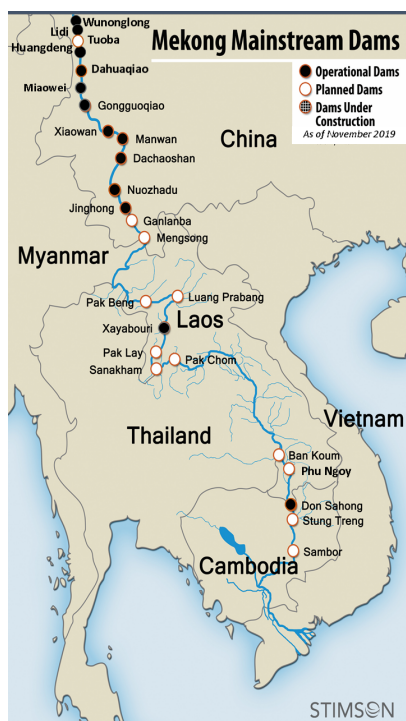 Mekong Mainstream Dams
Operational Dams
Planned Dams
Dams Under
Construction
As of November 2019
Wunonglong
Lidi
Tuoba
Huangdeng
Dahuaqiao
Miaowei
Gongguoqiao
Xiaowan
Manwan
China
Dachaoshan
Nuozhadu
Jinghong
Ganlanba
Mengsong
Myanmar
Pak Beng
Luang Prabang
Laos
Xayabouri
Pak Lay
Pak Chom
Sanakham
Vietnam
Thailand
Ban Koum
Phu Ngoy
Don Sahong
Stung Treng
Sambor
Cambodia
STIMSON